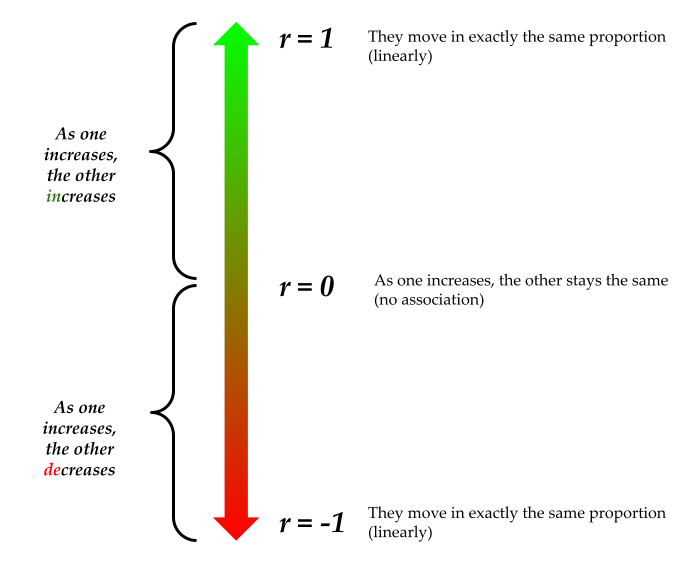 r = 1
They move in exactly the same proportion
(linearly)
As one
increases,
the other
increases
r = 0
As one increases, the other stays the same
(no association)
As one
increases,
the other
decreases
r = -1
They move in exactly the same proportion
(linearly)